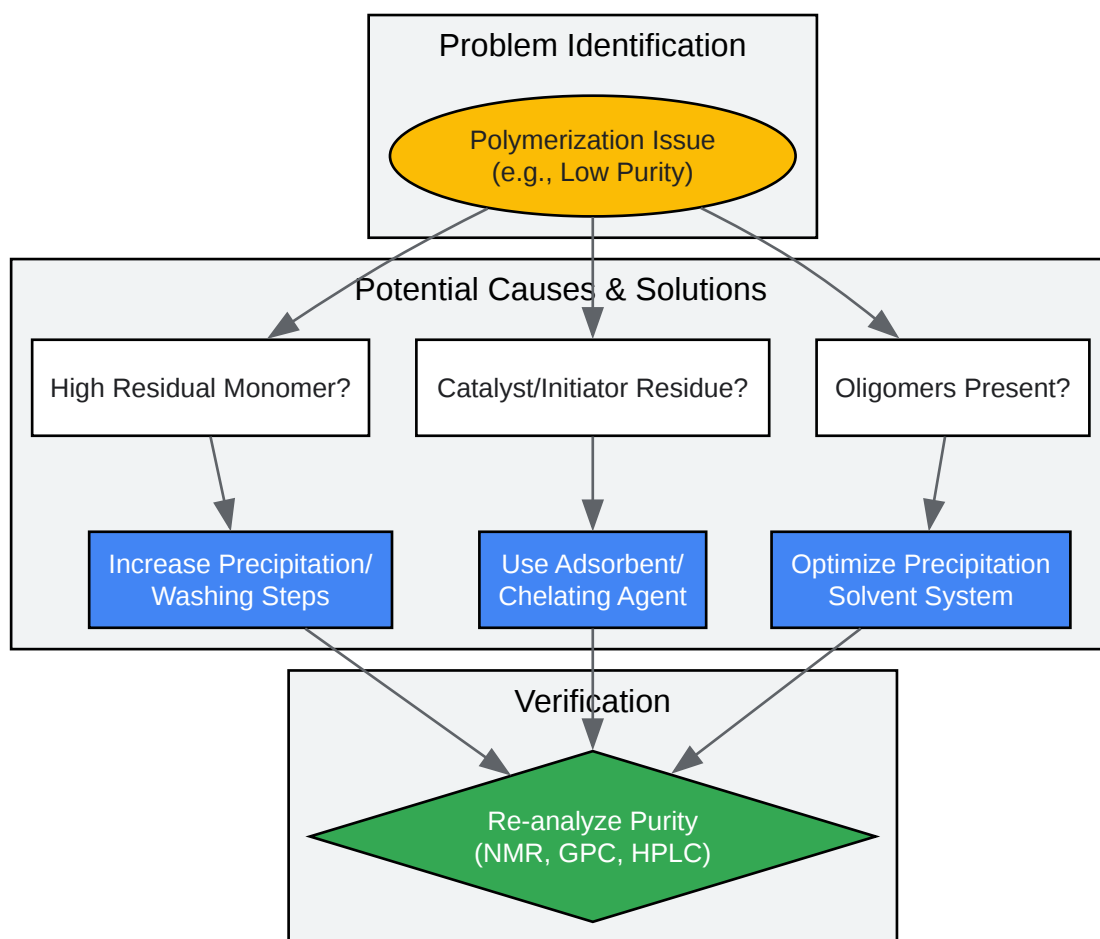 Problem Identification
Polymerization Issue
(e.g., Low Purity)
Potential Causes & Solutions
High Residual Monomer?
Catalyst/Initiator Residue?
Oligomers Present?
Increase Precipitation/
Washing Steps
Use Adsorbent/
Chelating Agent
Optimize Precipitation
Solvent System
Verification
Re-analyze Purity
(NMR, GPC, HPLC)